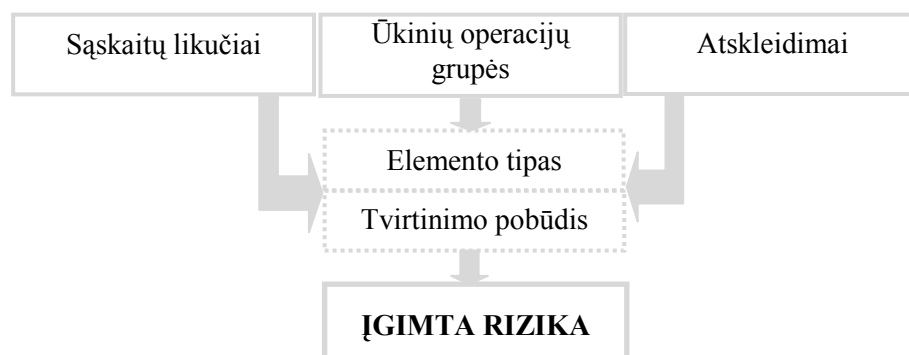 Sąskaitų likučiai
Ūkinių operacijų
grupės
Atskleidimai
Elemento tipas
Tvirtinimo pobūdis
ĮGIMTA RIZIKA